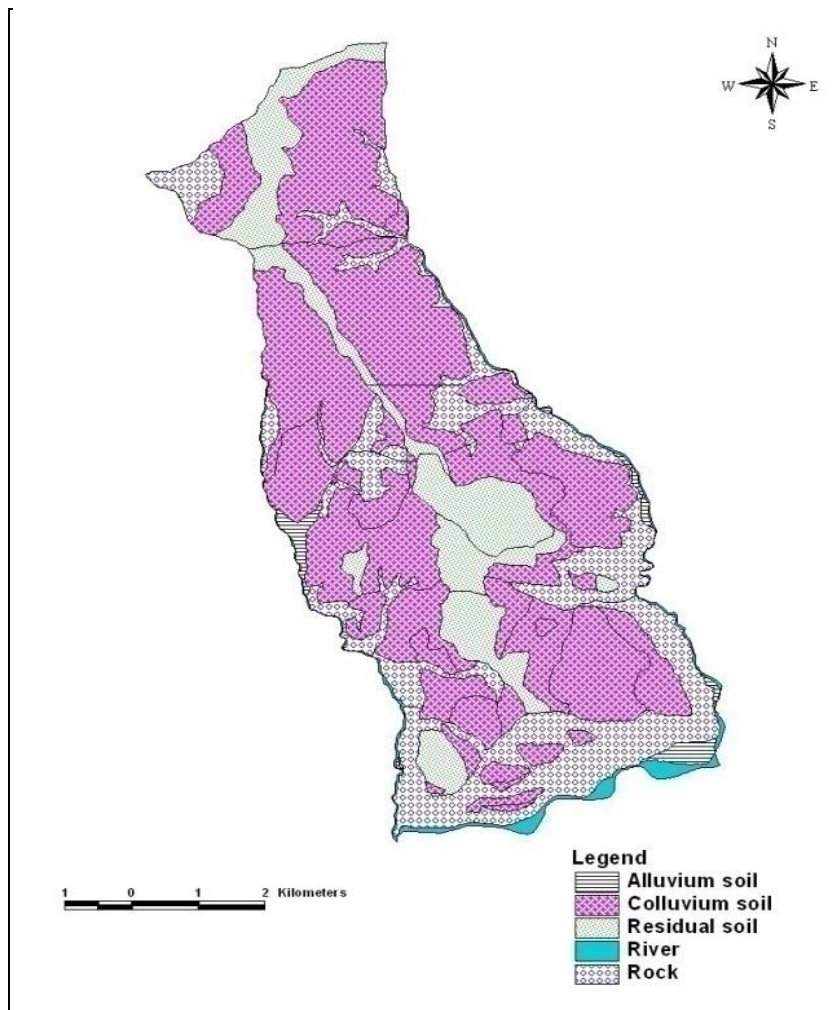 N
W E
S
Legend
Alluvium soil
Colluvium soil
Residual soil
River
Rock
1 0 1 2 Kilometers